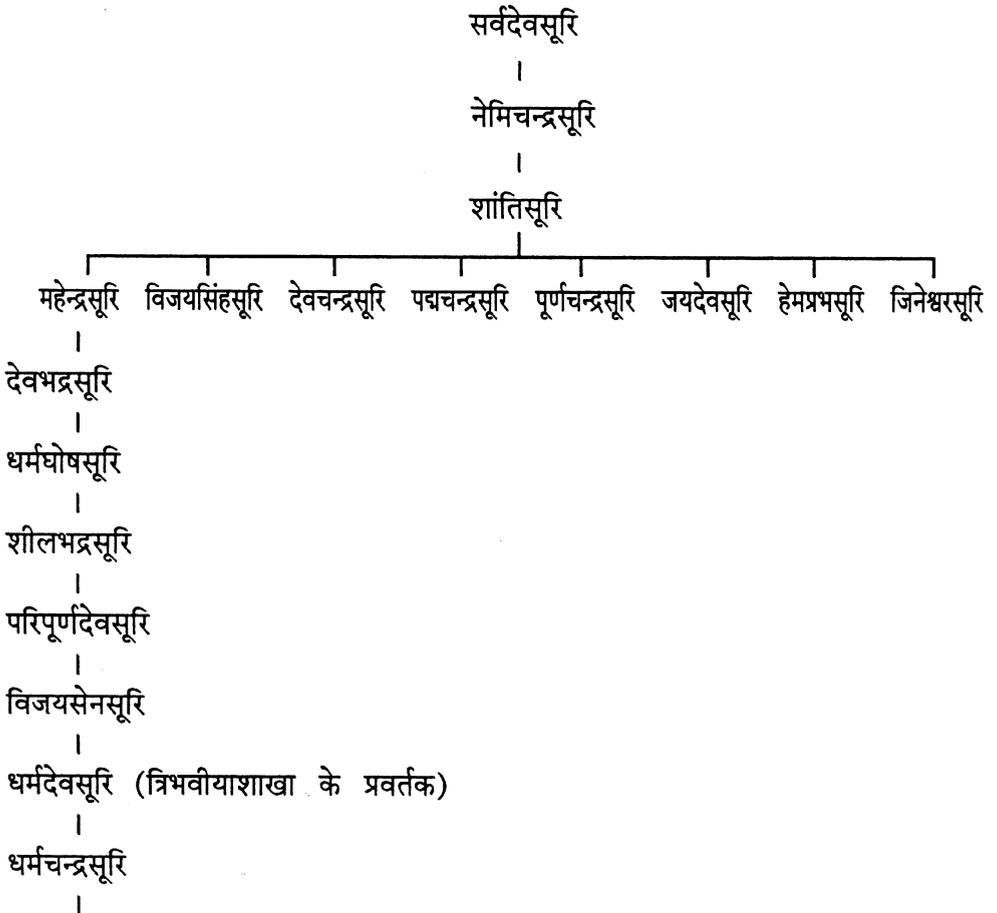 सर्वदेवसूरि
नेमिचन्द्रसूरि
शांतिसूरि
महेन्द्रसूरि विजयसिंहसूरि देवचन्द्रसूरि पद्मचन्द्रसूरि पूर्णचन्द्रसूरि जयदेवसूरि हेमप्रभसूरि जिनेश्वरसूरि
देवभद्रसूरि
धर्मघोषसूरि
शीलभद्रसूरि
परिपूर्णदेवसूरि
विजयसेनसूरि
धर्मदेवसूरि (त्रिभवीयाशाखा के प्रवर्तक)
धर्मचन्द्रसूरि